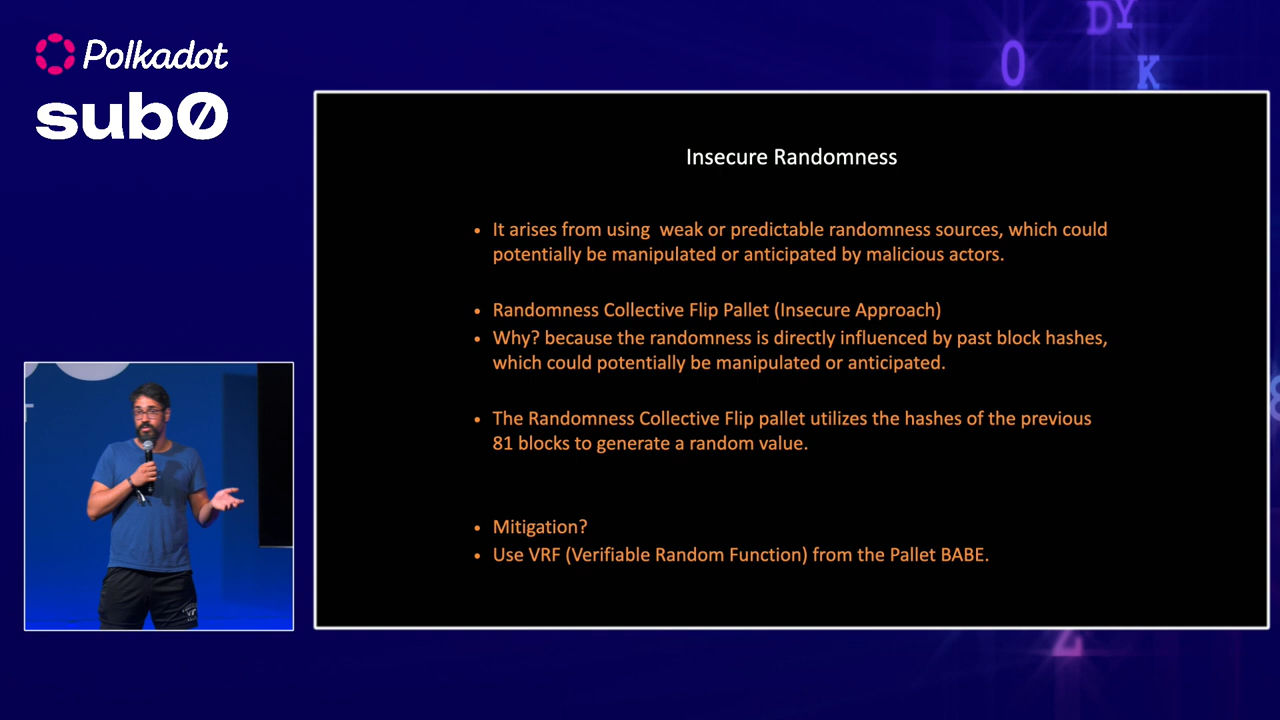 Polkadot
sub0
DY
O
K
Insecure Randomness
• It arises from using  weak or predictable randomness sources, which could
potentially be manipulated or anticipated by malicious actors.
• Randomness Collective Flip Pallet (Insecure Approach)
• Why? because the randomness is directly influenced by past block hashes,
which could potentially be manipulated or anticipated.
• The Randomness Collective Flip pallet utilizes the hashes of the previous
81 blocks to generate a random value.
• Mitigation?
• Use VRF (Verifiable Random Function) from the Pallet BABE.